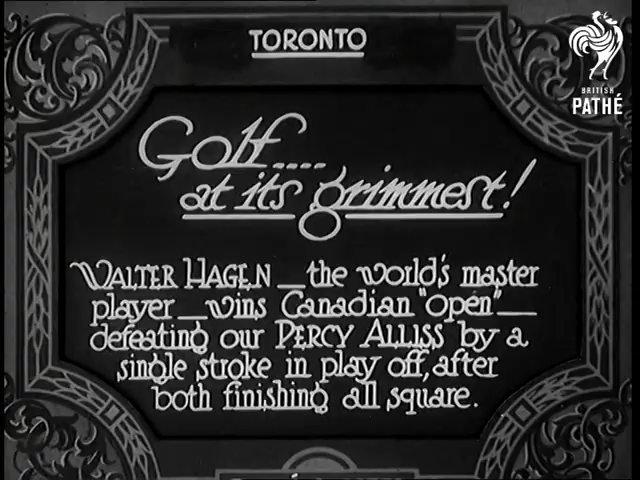 TORONTO
BRITISH
PATHÉ
Golf....
at its grimmest!
WALTER HAGEN _ the world's master
player _ wins Canadian "open" _
defeating our PERCY ALLISS by a
single stroke in play off, after
both finishing all square.